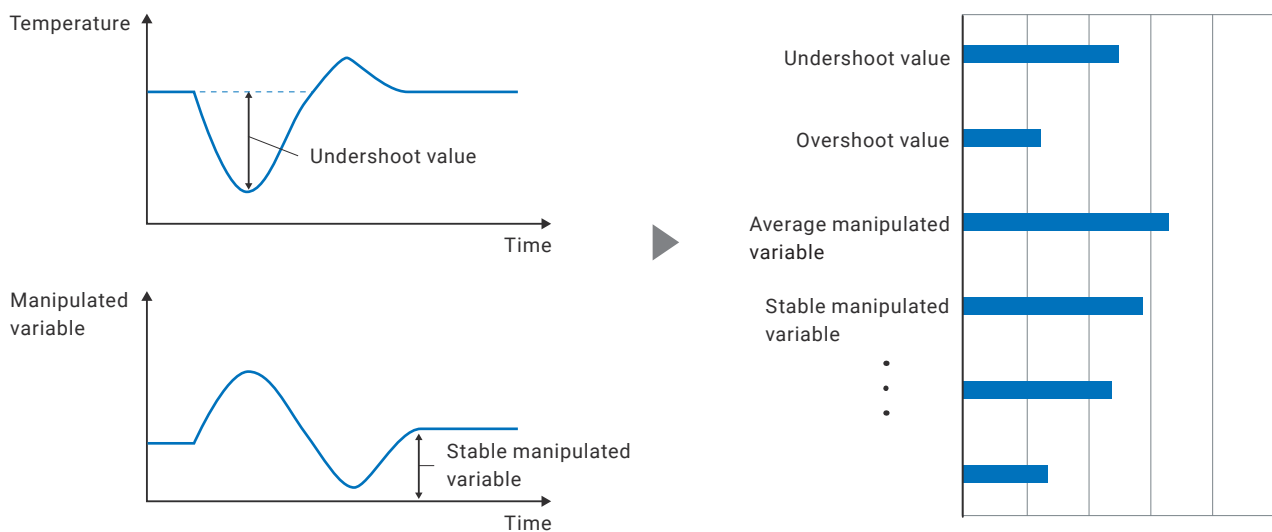 Temperature
Undershoot value
Time
Manipulated
variable
Stable manipulated
variable
Time
Undershoot value
Overshoot value
Average manipulated
variable
Stable manipulated
variable